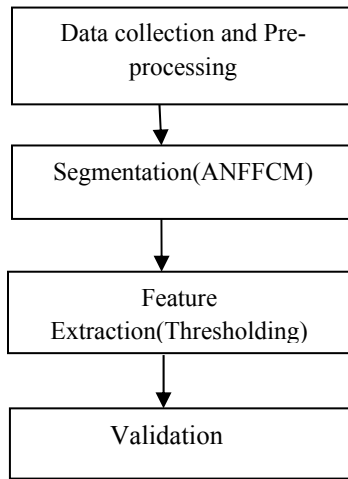 Data collection and Pre-
processing
Segmentation(ANFFCM)
Feature
Extraction(Thresholding)
Validation